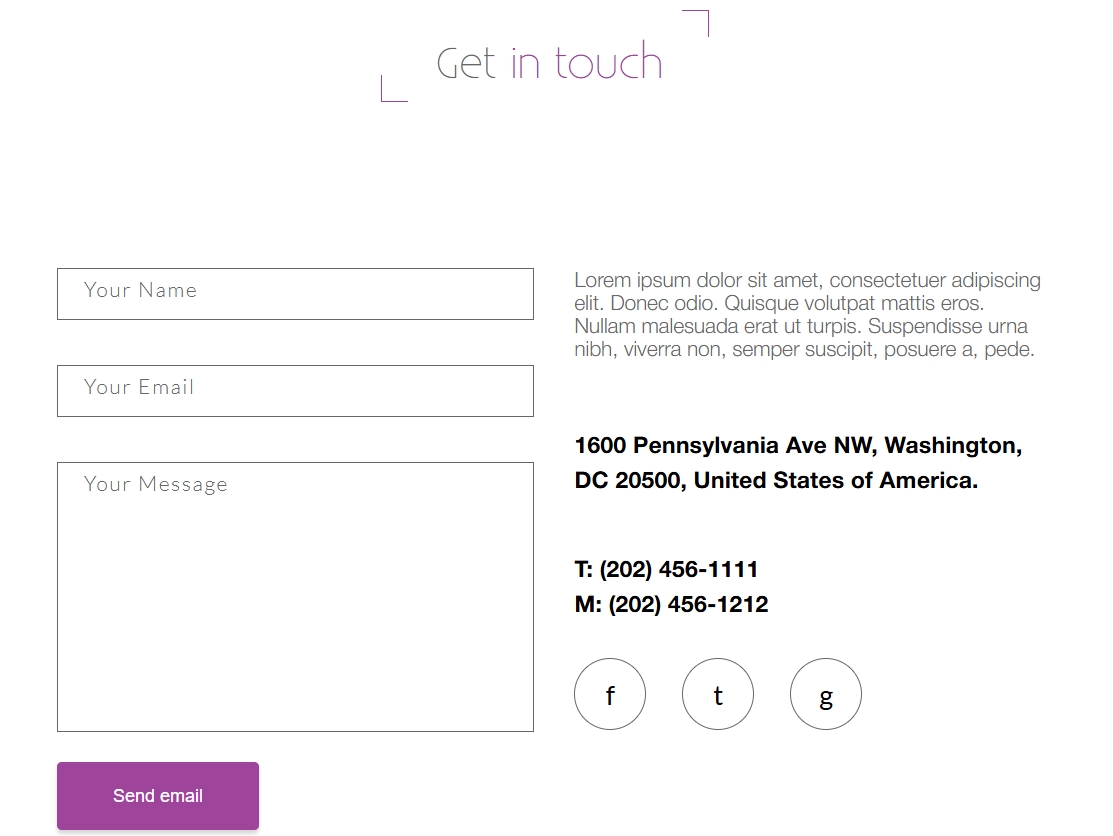 Get in touch
Your Name
Your Email
Your Message
Send email
Lorem ipsum dolor sit amet, consectetuer adipiscing
elit. Donec odio. Quisque volutpat mattis eros.
Nullam malesuada erat ut turpis. Suspendisse urna
nibh, viverra non, semper suscipit, posuere a, pede.
1600 Pennsylvania Ave NW, Washington,
DC 20500, United States of America.
T: (202) 456-1111
M: (202) 456-1212
f t g